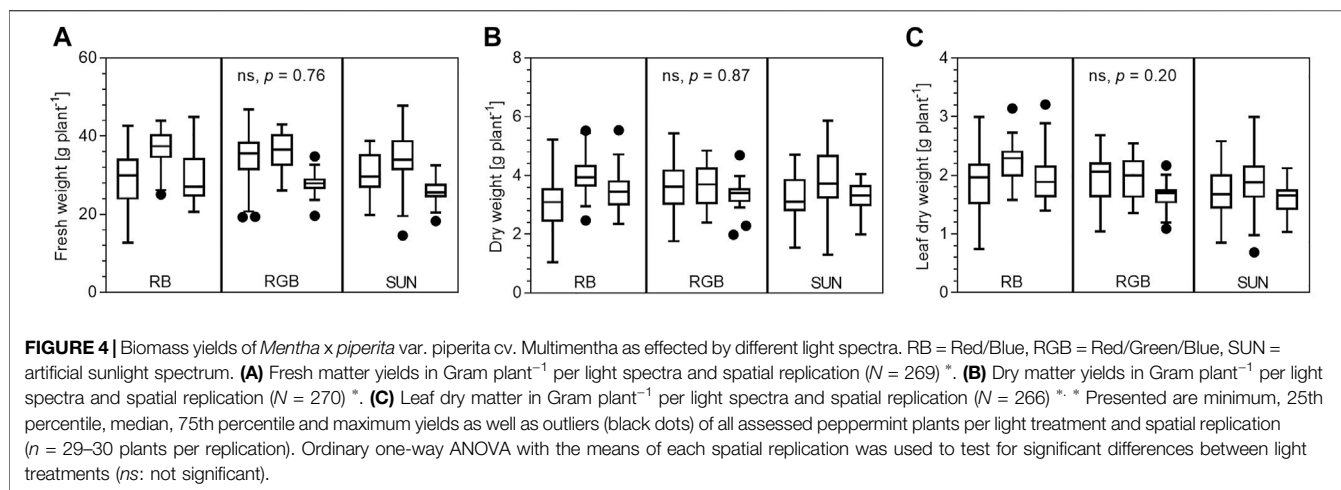 A
B
C
Fresh weight [g plant⁻¹]
60
40
20
0
ns, p = 0.76
RB
RGB
SUN
Dry weight [g plant⁻¹]
8
6
4
2
0
ns, p = 0.87
RB
RGB
SUN
Leaf dry weight [g plant⁻¹]
4
3
2
1
0
ns, p = 0.20
RB
RGB
SUN
FIGURE 4 | Biomass yields of Mentha x piperita var. piperita cv. Multimentha as effected by different light spectra. RB = Red/Blue, RGB = Red/Green/Blue, SUN =
artificial sunlight spectrum. (A) Fresh matter yields in Gram plant⁻¹ per light spectra and spatial replication (N = 269) *. (B) Dry matter yields in Gram plant⁻¹ per light
spectra and spatial replication (N = 270) *. (C) Leaf dry matter in Gram plant⁻¹ per light spectra and spatial replication (N = 266) *. * Presented are minimum, 25th
percentile, median, 75th percentile and maximum yields as well as outliers (black dots) of all assessed peppermint plants per light treatment and spatial replication
(n = 29–30 plants per replication). Ordinary one-way ANOVA with the means of each spatial replication was used to test for significant differences between light
treatments (ns: not significant).